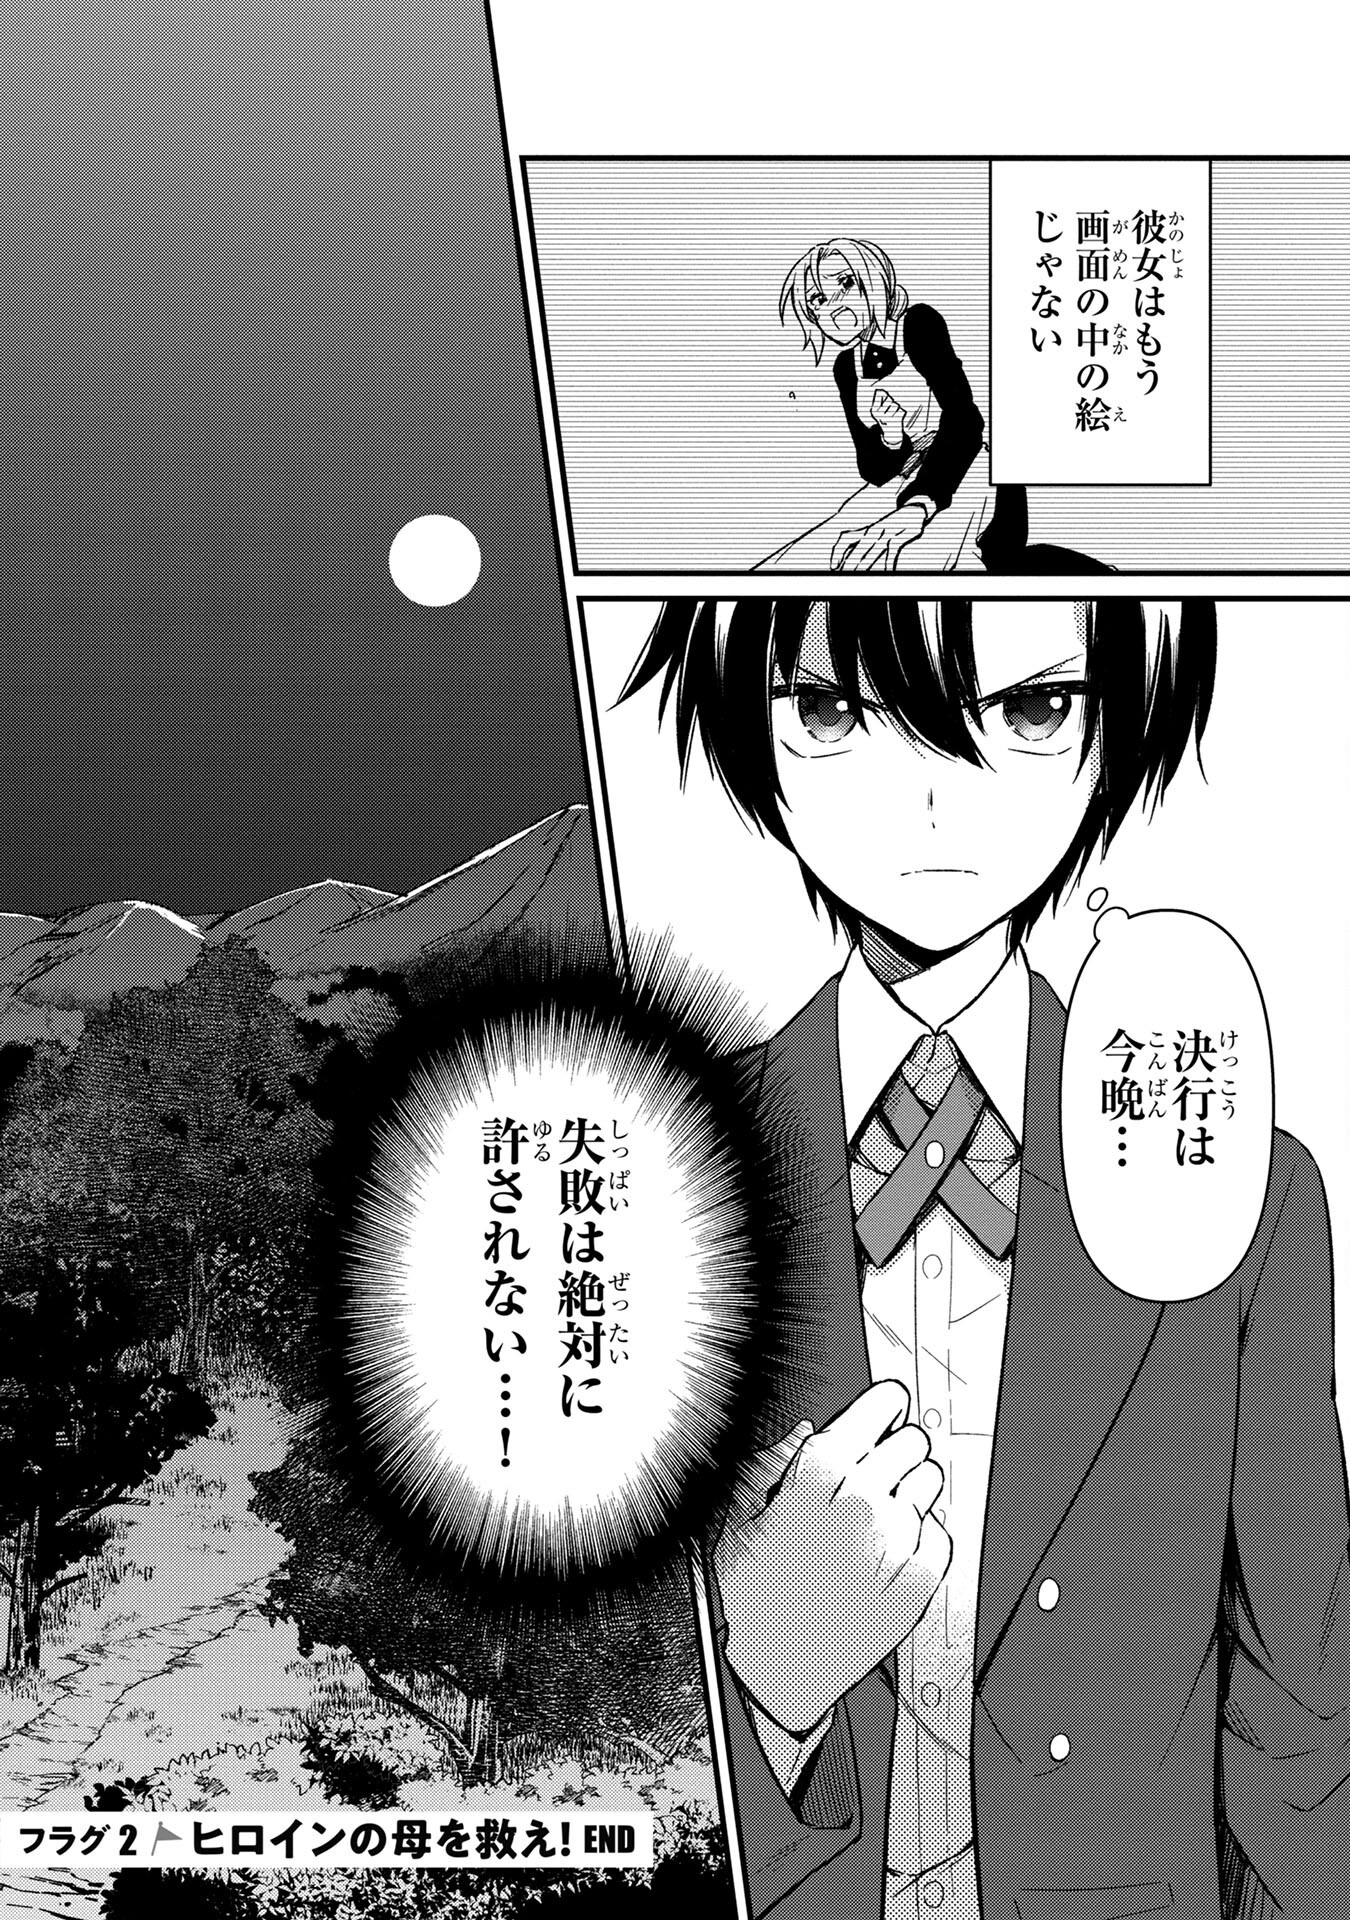 彼女はもう
画面の中の絵
じゃない
決行は
今晩…
失敗は絶対に
許されない…！
フラグ2 ヒロインの母を救え！ END